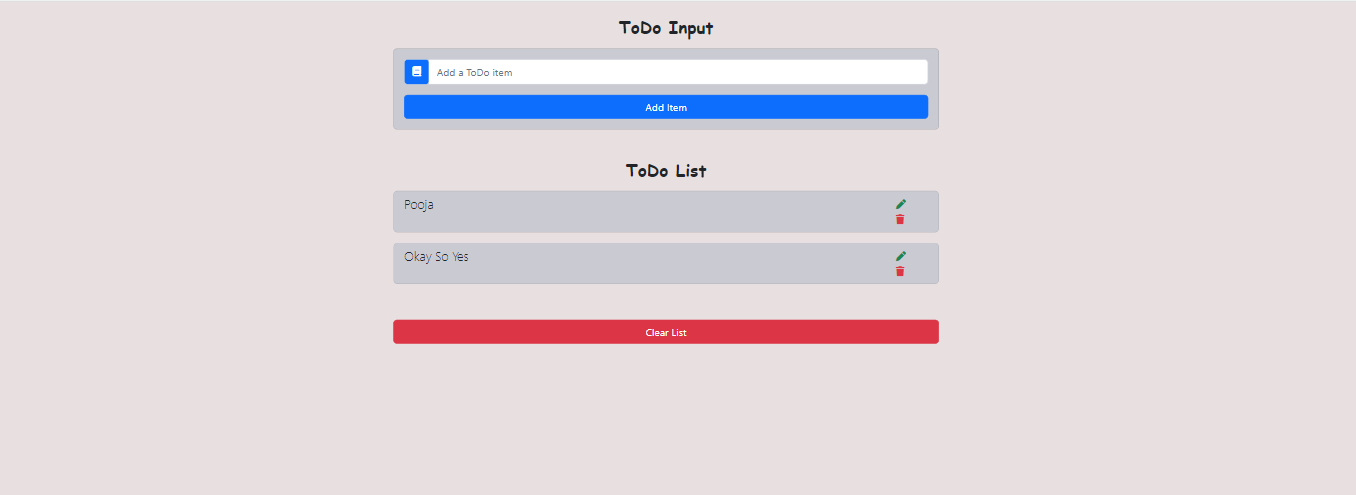 ToDo Input
Add a ToDo item
Add Item
ToDo List
Pooja
Okay So Yes
Clear List